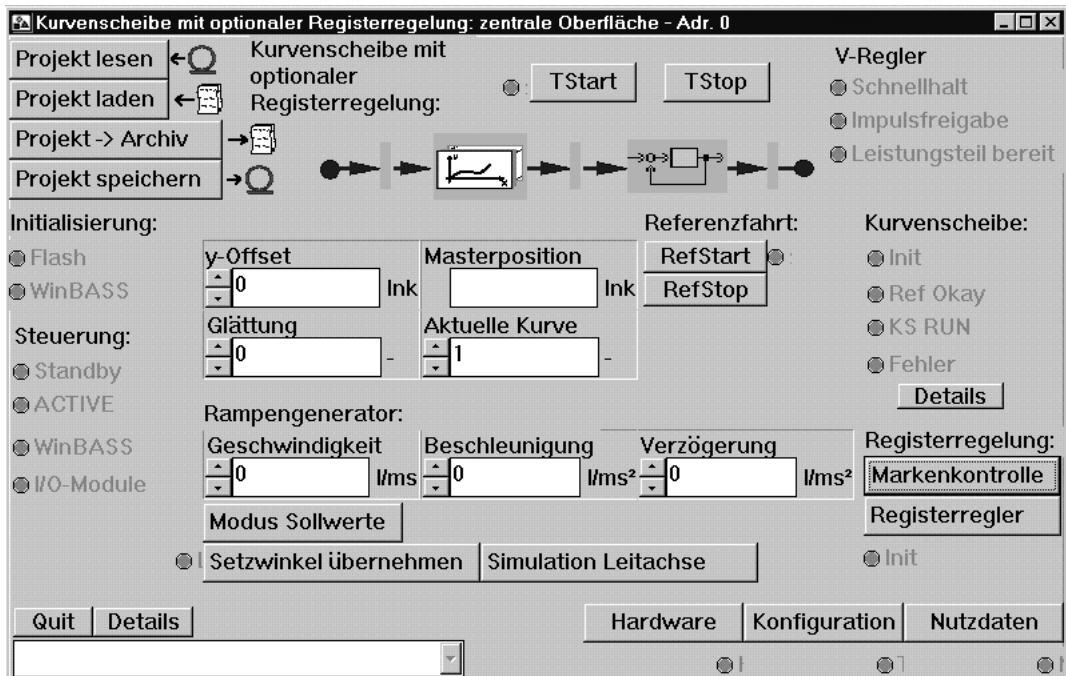 Kurvenscheibe mit optionaler Registerregelung: zentrale Oberfläche - Adr. 0
Projekt lesen
Projekt laden
Projekt -> Archiv
Projekt speichern
Kurvenscheibe mit
optionaler
Registerregelung:
TStart
TStop
V-Regler
Schnellhalt
Impulsfreigabe
Leistungsteil bereit
Initialisierung:
Flash
WinBASS
Steuerung:
Standby
ACTIVE
WinBASS
I/O-Module
y-Offset
0
Ink
Masterposition
Ink
Glättung
0
-
Aktuelle Kurve
1
-
Referenzfahrt:
RefStart
RefStop
Kurvenscheibe:
Init
Ref Okay
KS RUN
Fehler
Details
Rampengenerator:
Geschwindigkeit
0
I/ms
Beschleunigung
0
I/ms²
Verzögerung
0
I/ms²
Modus Sollwerte
Setzwinkel übernehmen
Simulation Leitachse
Registerregelung:
Markenkontrolle
Registerregler
Init
Quit
Details
Hardware
Konfiguration
Nutzdaten